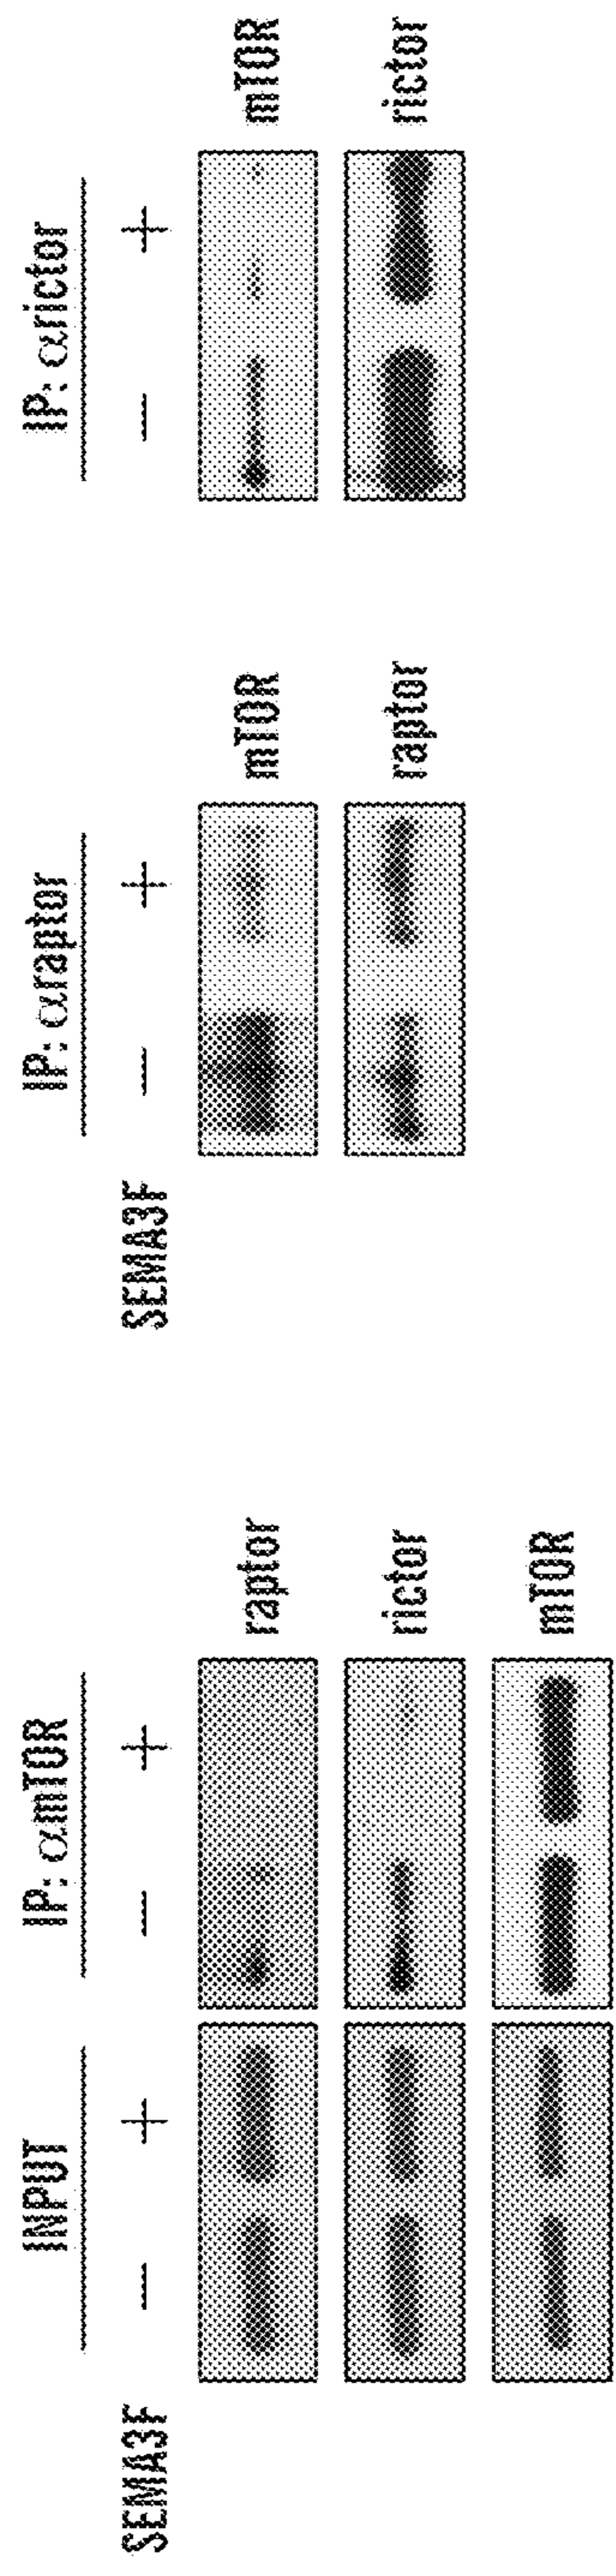 INPUT
IP: αmTOR
SEMA3F
−
+
−
+
raptor
rictor
mTOR
IP: αraptor
SEMA3F
−
+
mTOR
raptor
IP: αrictor
−
+
mTOR
rictor